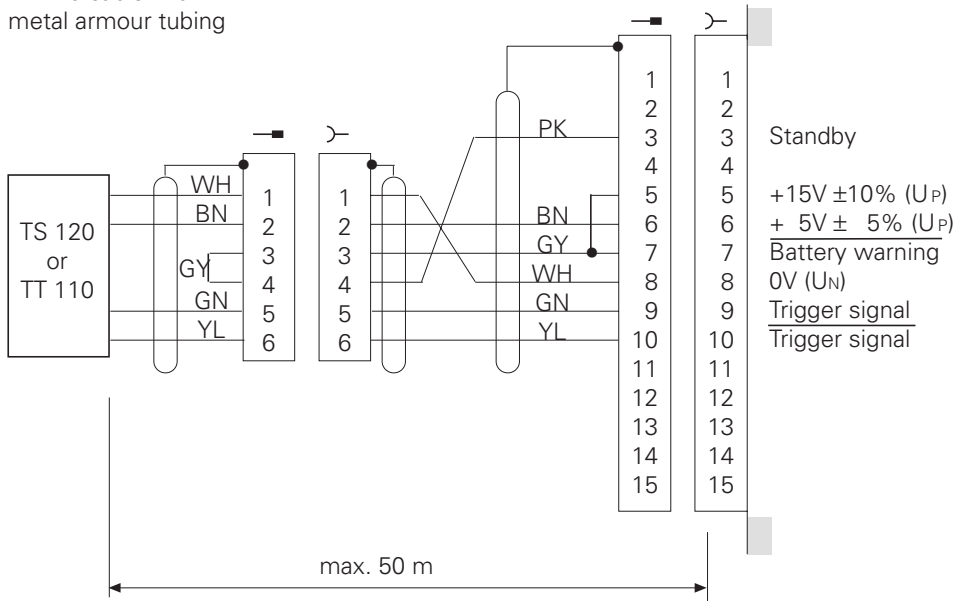 metal armour tubing
TS 120
or
TT 110
WH
BN
GY
GN
YL
1
2
3
4
5
6
1
2
3
4
5
6
PK
BN
GY
WH
GN
YL
1
2
3
4
5
6
7
8
9
10
11
12
13
14
15
1
2
3
4
5
6
7
8
9
10
11
12
13
14
15
Standby
+15V ±10% (UP)
+ 5V ± 5% (UP)
Battery warning
0V (UN)
Trigger signal
Trigger signal
max. 50 m